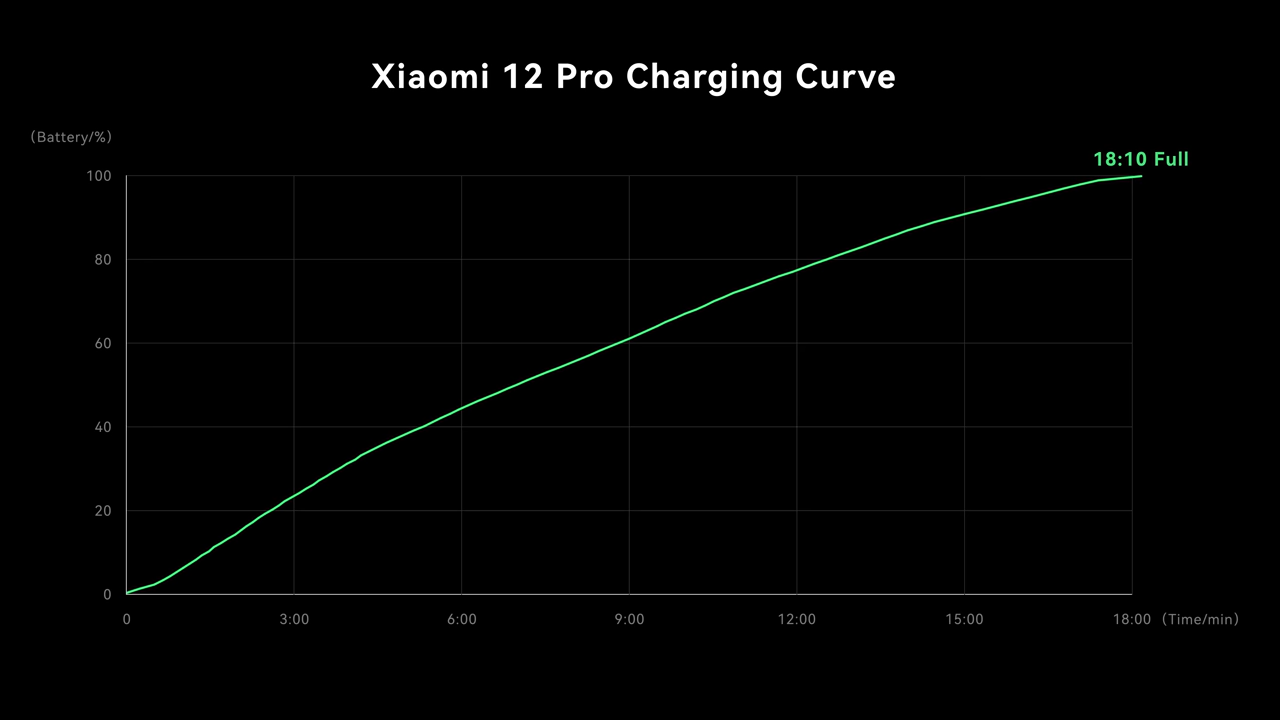 Xiaomi 12 Pro Charging Curve
(Battery/%)
18:10 Full
100
80
60
40
20
0
0 3:00 6:00 9:00 12:00 15:00 18:00 (Time/min)